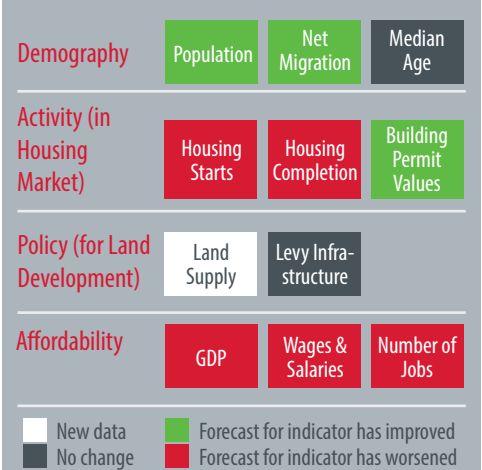 Demography
Population
Net
Migration
Median
Age
Activity (in
Housing
Market)
Housing
Starts
Housing
Completion
Building
Permit
Values
Policy (for Land
Development)
Land
Supply
Levy Infra-
structure
Affordability
GDP
Wages &
Salaries
Number of
Jobs
New data
Forecast for indicator has improved
No change
Forecast for indicator has worsened